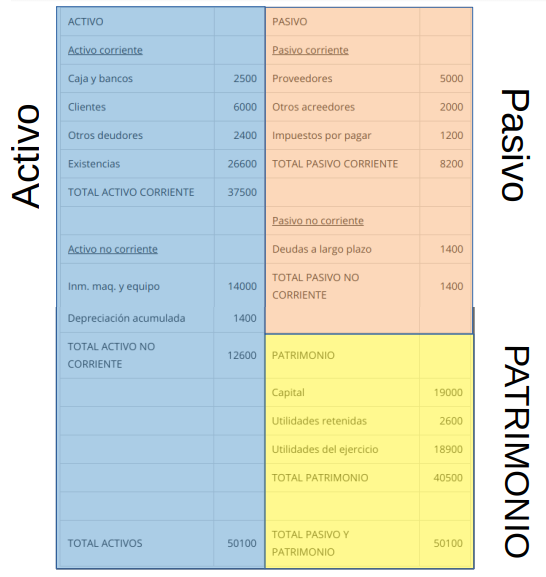 Activo
ACTIVO
Activo corriente
Caja y bancos 2500
Clientes 6000
Otros deudores 2400
Existencias 26600
TOTAL ACTIVO CORRIENTE 37500
Activo no corriente
Inm. maq. y equipo 14000
Depreciación acumulada 1400
TOTAL ACTIVO NO
CORRIENTE 12600
TOTAL ACTIVOS 50100
PASIVO
Pasivo corriente
Proveedores 5000
Otros acreedores 2000
Impuestos por pagar 1200
TOTAL PASIVO CORRIENTE 8200
Pasivo no corriente
Deudas a largo plazo 1400
TOTAL PASIVO NO
CORRIENTE 1400
PATRIMONIO
Capital 19000
Utilidades retenidas 2600
Utilidades del ejercicio 18900
TOTAL PATRIMONIO 40500
TOTAL PASIVO Y
PATRIMONIO 50100
Pasivo
PATRIMONIO